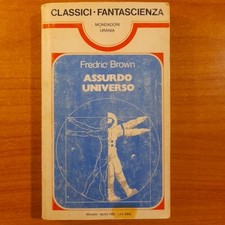 CLASSICI • FANTASCIENZA
MONDADORI
URANIA
Fredric Brown
ASSURDO
UNIVERSO